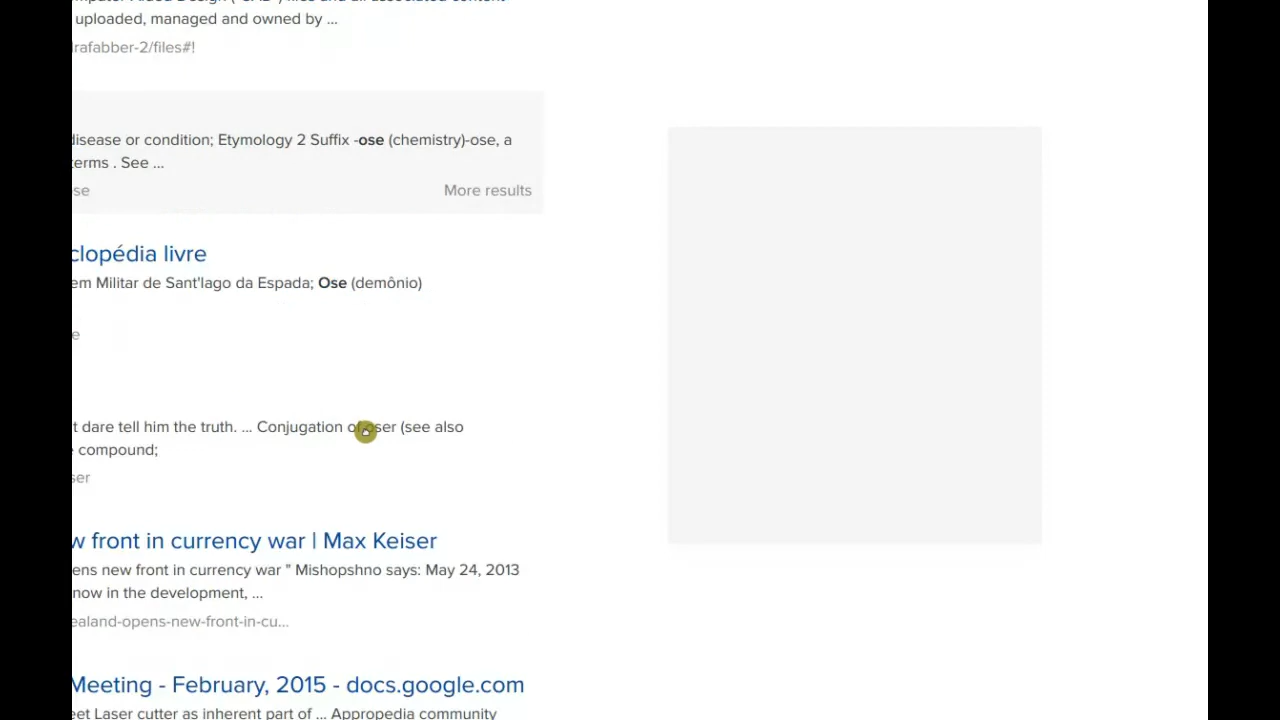 uploaded, managed and owned by ...
lrafabber-2/files#!
disease or condition; Etymology 2 Suffix -ose (chemistry)-ose, a
terms . See ...
se
More results
clopédia livre
em Militar de Sant'lago da Espada; Ose (demônio)
e
t dare tell him the truth. ... Conjugation of oser (see also
e compound;
ser
w front in currency war | Max Keiser
ens new front in currency war " Mishopshno says: May 24, 2013
now in the development, ...
ealand-opens-new-front-in-cu...
Meeting - February, 2015 - docs.google.com
eet Laser cutter as inherent part of ... Appropedia community